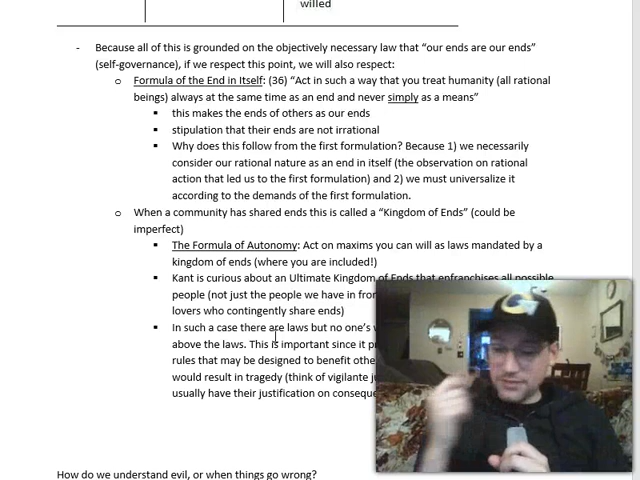 willed
- Because all of this is grounded on the objectively necessary law that “our ends are our ends”
(self-governance), if we respect this point, we will also respect:
o Formula of the End in Itself: (36) “Act in such a way that you treat humanity (all rational
beings) always at the same time as an end and never simply as a means”
▪ this makes the ends of others as our ends
▪ stipulation that their ends are not irrational
▪ Why does this follow from the first formulation? Because 1) we necessarily
consider our rational nature as an end in itself (the observation on rational
action that led us to the first formulation) and 2) we must universalize it
according to the demands of the first formulation.
o When a community has shared ends this is called a “Kingdom of Ends” (could be
imperfect)
▪ The Formula of Autonomy: Act on maxims you can will as laws mandated by a
kingdom of ends (where you are included!)
▪ Kant is curious about an Ultimate Kingdom of Ends that enfranchises all possible
people (not just the people we have in
lovers who contingently share ends)
▪ In such a case there are laws but no one’s
above the laws. This is important since it
rules that may be designed to benefit
would result in tragedy (think of vigilante
usually have their justification on
How do we understand evil, or when things go wrong?